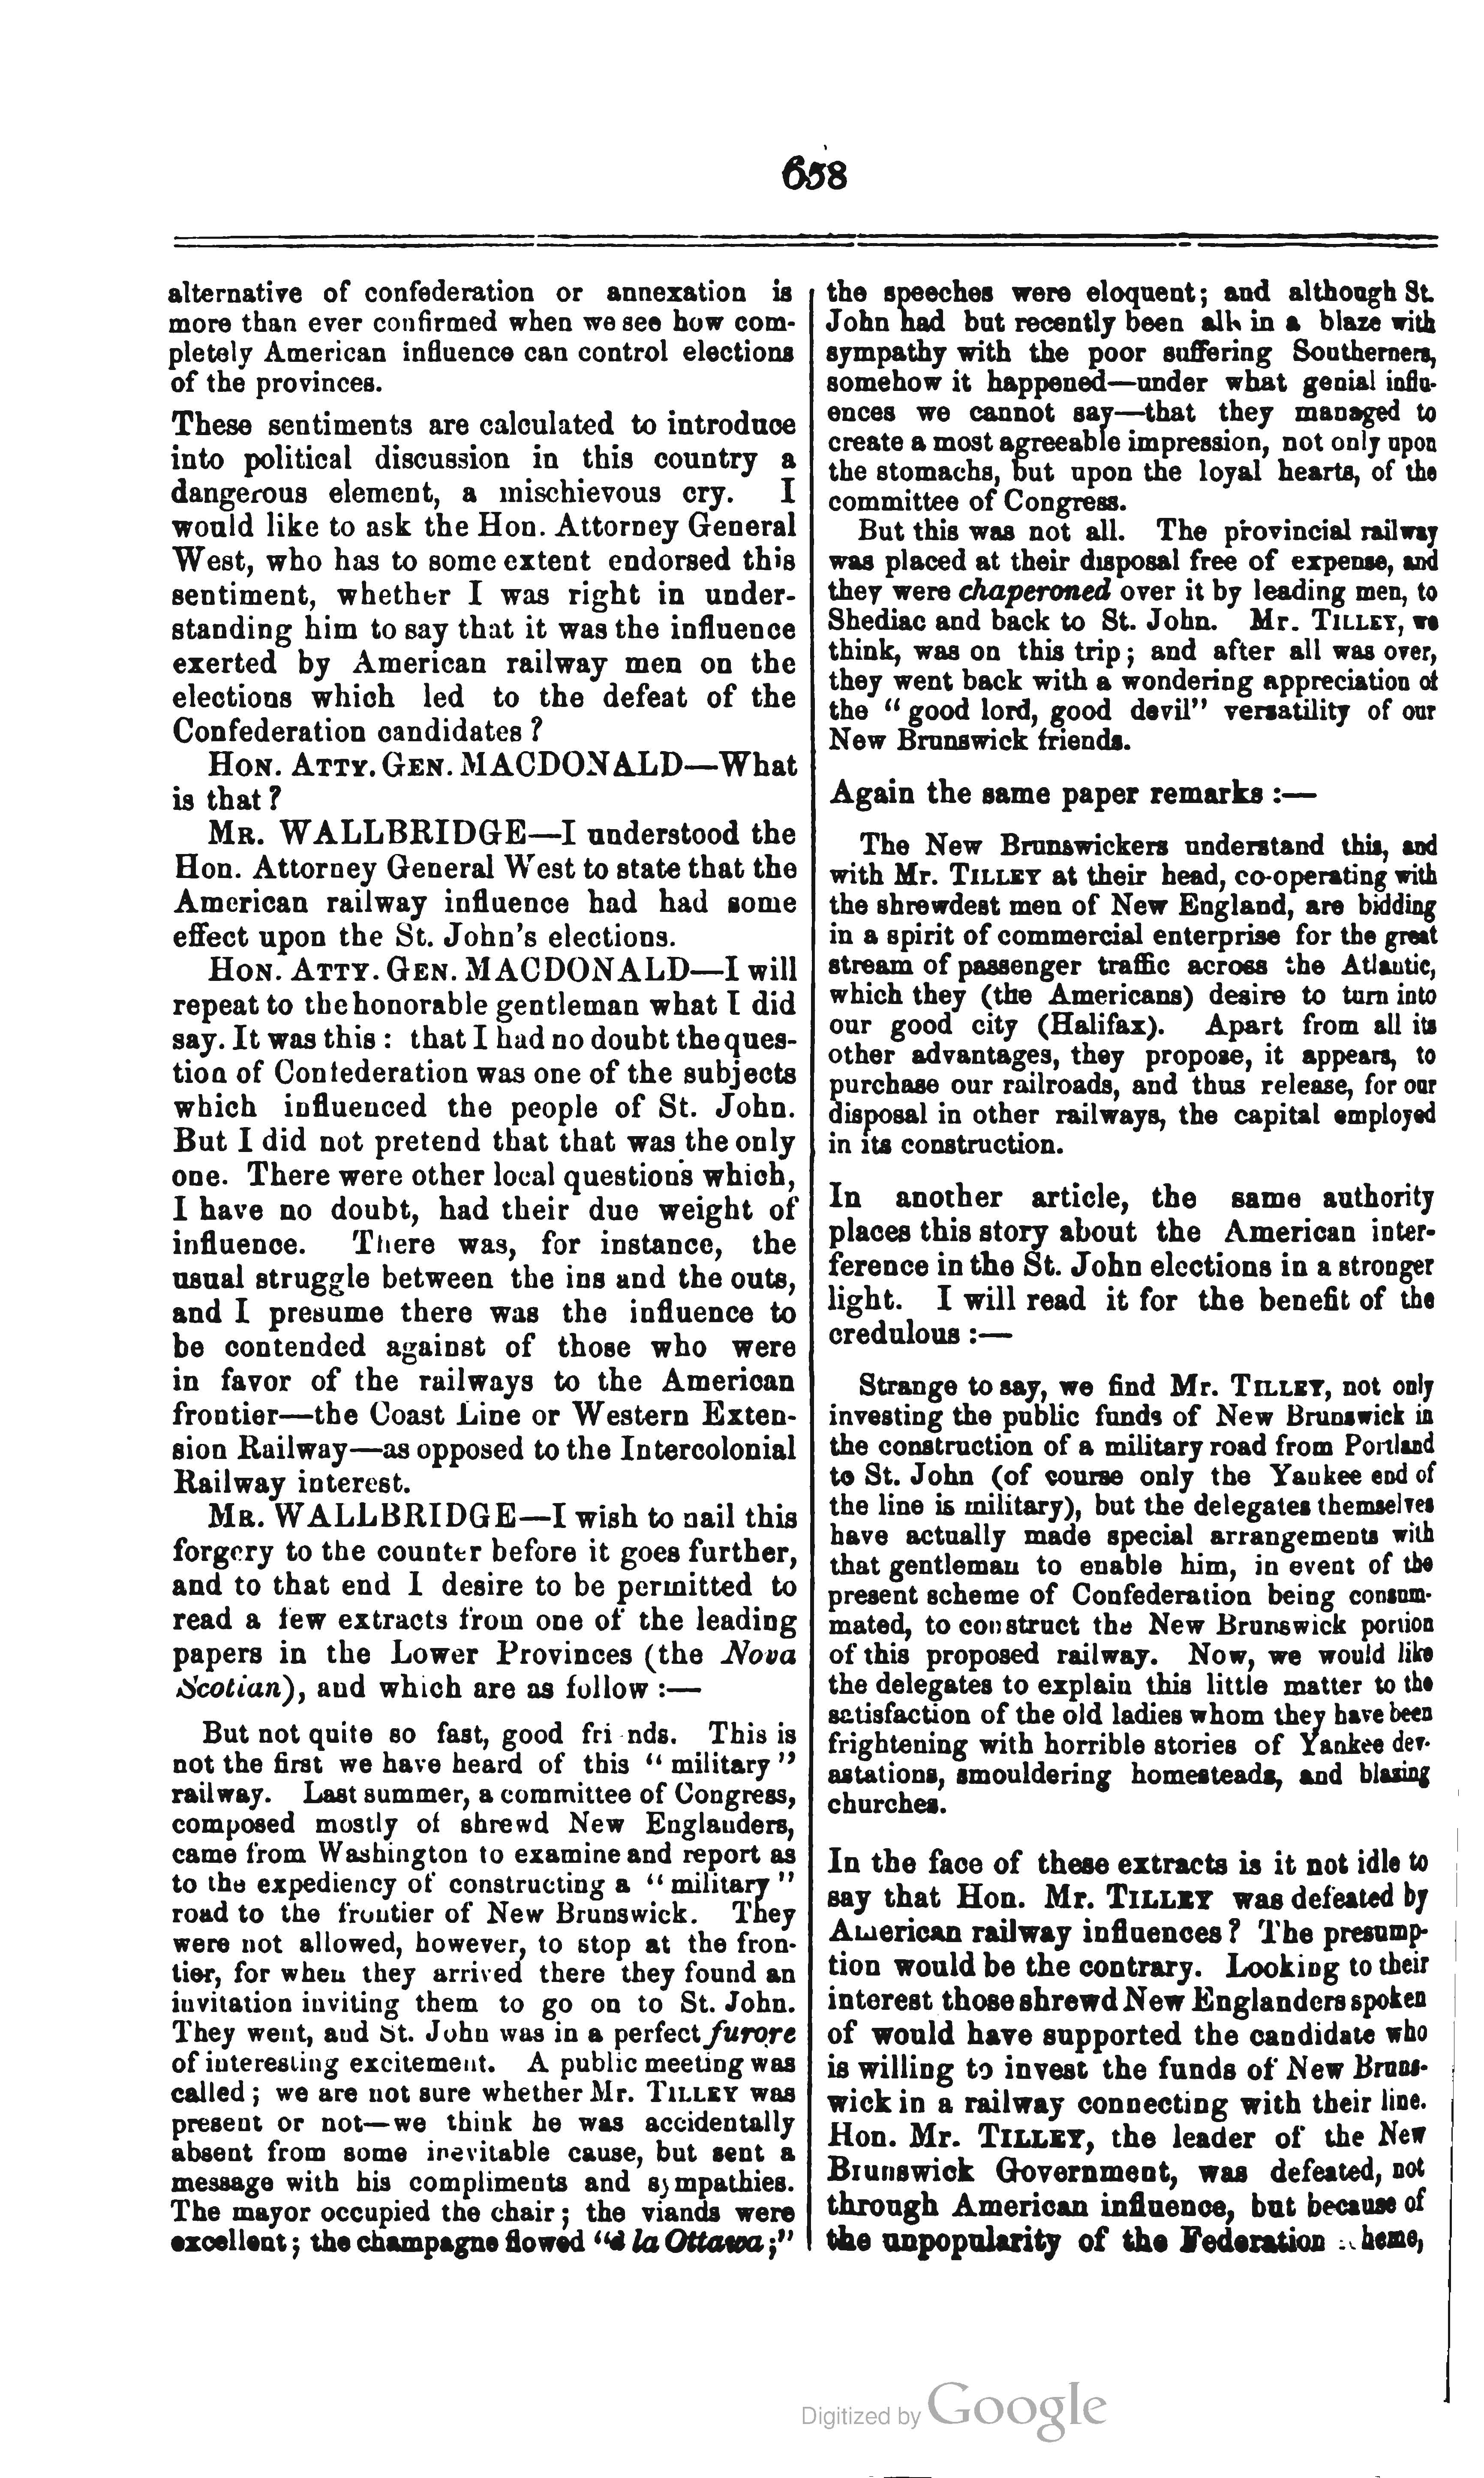 658
alternative of confederation or annexation is
more than ever confirmed when we see how com-
pletely American influence can control elections
of the provinces.
These sentiments are calculated to introduce
into political discussion in this country a
dangerous element, a mischievous cry. I
would like to ask the Hon. Attorney General
West, who has to some extent endorsed this
sentiment, whether I was right in under-
standing him to say that it was the influence
exerted by American railway men on the
elections which led to the defeat of the
Confederation candidates?
HON. ATTY. GEN. MACDONALD—What
is that?
MR. WALLBRIDGE—I understood the
Hon. Attorney General West to state that the
American railway influence had had some
effect upon the St. John's elections.
HON. ATTY. GEN. MACDONALD—I will
repeat to the honorable gentleman what I did
say. It was this: that I had no doubt the ques-
tion of Confederation was one of the subjects
which influenced the people of St. John.
But I did not pretend that that was the only
one. There were other local questions which,
I have no doubt, had their due weight of
influence. There was, for instance, the
usual struggle between the ins and the outs,
and I presume there was the influence to
be contended against of those who were
in favor of the railways to the American
frontier—the Coast Line or Western Exten-
sion Railway—as opposed to the Intercolonial
Railway interest.
MR. WALLBRIDGE—I wish to nail this
forgery to the counter before it goes further,
and to that end I desire to be permitted to
read a few extracts from one of the leading
papers in the Lower Provinces (the Nova
Scotian), and which are as follow:—
But not quite so fast, good fri nds. This is
not the first we have heard of this "military"
railway. Last summer, a committee of Congress,
composed mostly of shrewd New Englanders,
came from Washington to examine and report as
to the expediency of constructing a "military"
road to the frontier of New Brunswick. They
were not allowed, however, to stop at the fron-
tier, for when they arrived there they found an
invitation inviting them to go on to St. John.
They went, and St. John was in a perfect furore
of interesting excitement. A public meeting was
called; we are not sure whether Mr. TILLEY was
present or not—we think he was accidentally
absent from some inevitable cause, but sent a
message with his compliments and sympathies.
The mayor occupied the chair; the viands were
excellent; the champagne flowed "à la Ottawa;"
the speeches were eloquent; and although St.
John had but recently been all in a blaze with
sympathy with the poor suffering Southerners,
somehow it happened—under what genial influ-
ences we cannot say—that they managed to
create a most agreeable impression, not only upon
the stomachs, but upon the loyal hearts, of the
committee of Congress.
But this was not all. The provincial railway
was placed at their disposal free of expense, and
they were chaperoned over it by leading men, to
Shediac and back to St. John. Mr. TILLEY, we
think, was on this trip; and after all was over,
they went back with a wondering appreciation of
the "good lord, good devil" versatility of our
New Brunswick friends.
Again the same paper remarks:—
The New Brunswickers understand this, and
with Mr. TILLEY at their head, co-operating with
the shrewdest men of New England, are bidding
in a spirit of commercial enterprise for the great
stream of passenger traffic across the Atlantic,
which they (the Americans) desire to turn into
our good city (Halifax). Apart from all its
other advantages, they propose, it appears, to
purchase our railroads, and thus release, for our
disposal in other railways, the capital employed
in its construction.
In another article, the same authority
places this story about the American inter-
ference in the St. John elections in a stronger
light. I will read it for the benefit of the
credulous:—
Strange to say, we find Mr. TILLEY, not only
investing the public funds of New Brunswick in
the construction of a military road from Portland
to St. John (of course only the Yankee end of
the line is military), but the delegates themselves
have actually made special arrangements with
that gentleman to enable him, in event of the
present scheme of Confederation being consum-
mated, to construct the New Brunswick portion
of this proposed railway. Now, we would like
the delegates to explain this little matter to the
satisfaction of the old ladies whom they have been
frightening with horrible stories of Yankee dev-
astations, smouldering homesteads, and blazing
churches.
In the face of these extracts is it not idle to
say that Hon. Mr. TILLEY was defeated by
American railway influences? The presump-
tion would be the contrary. Looking to their
interest those shrewd New Englanders spoken
of would have supported the candidate who
is willing to invest the funds of New Bruns-
wick in a railway connecting with their line.
Hon. Mr. TILLEY, the leader of the New
Brunswick Government, was defeated, not
through American influence, but because of
the unpopularity of the Federation heme,
Digitized by Google